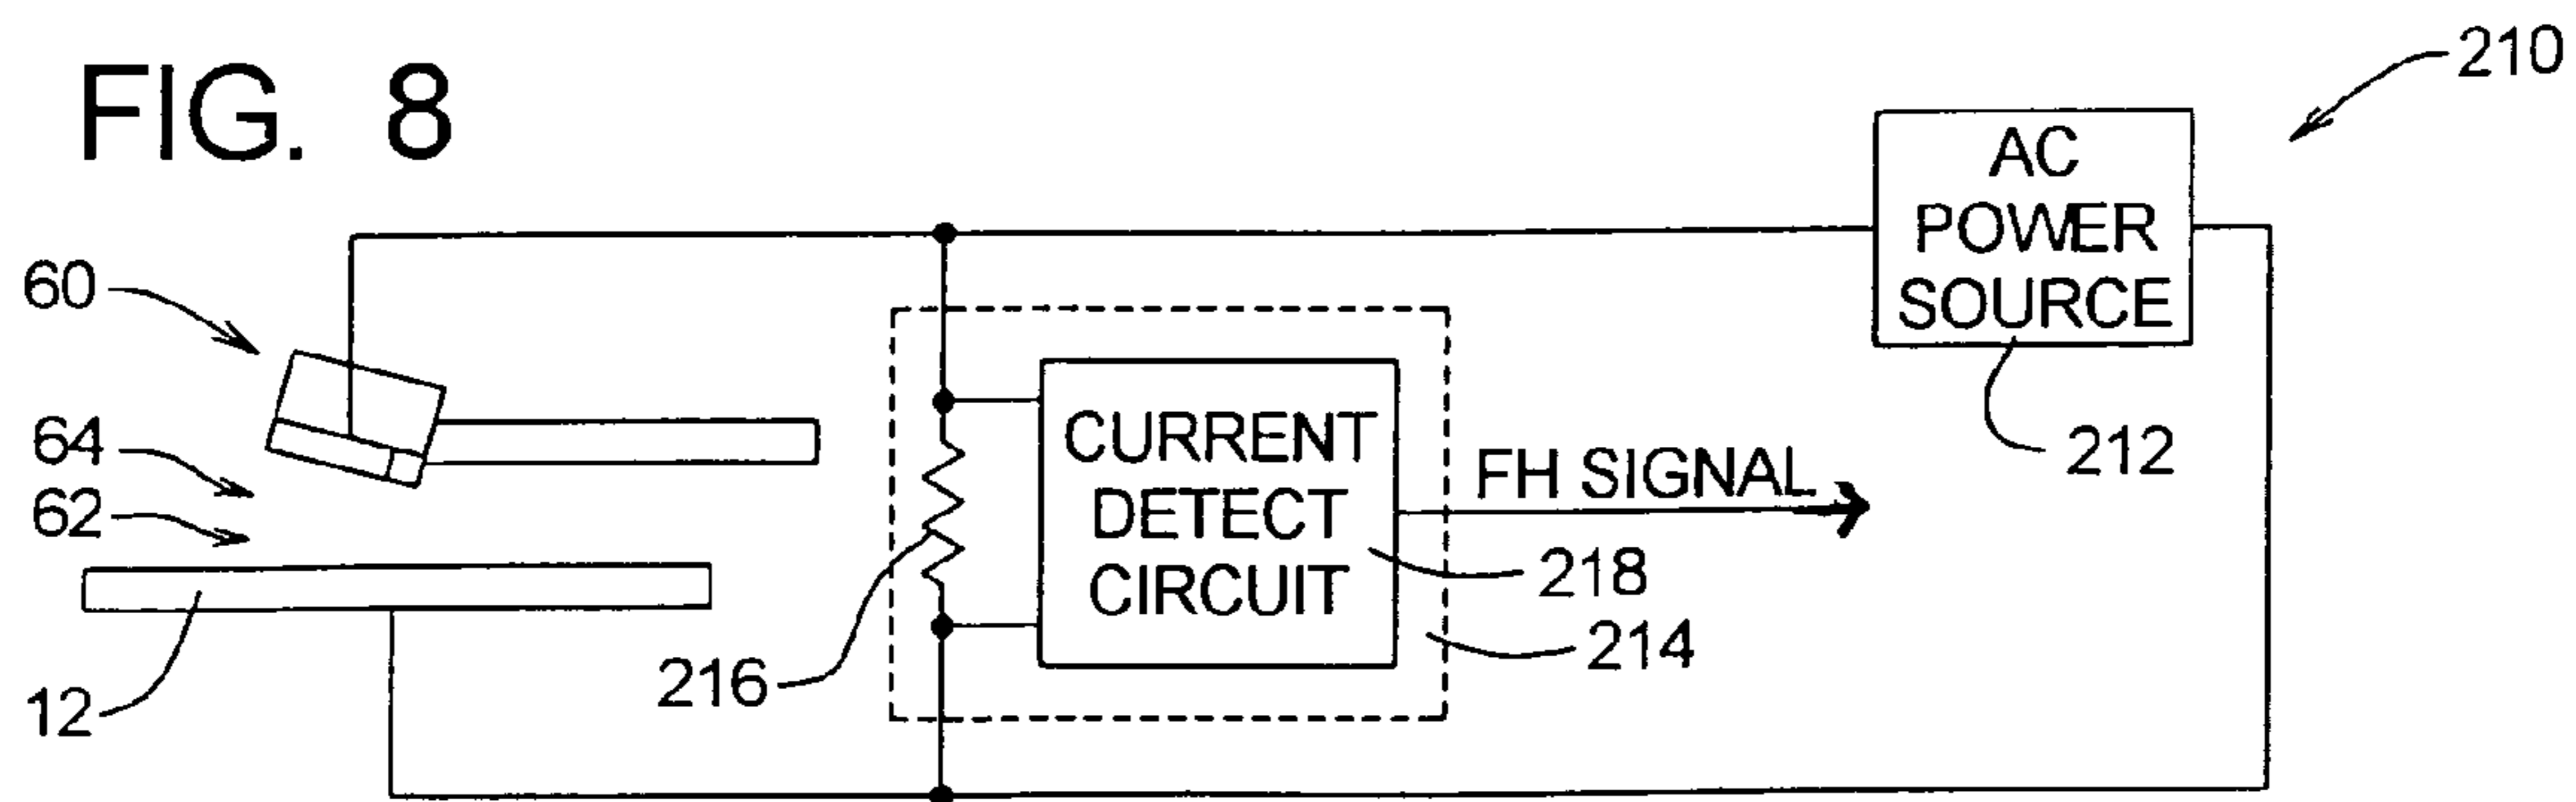 FIG. 8
210
AC
POWER
SOURCE
212
60
64
62
12
216
CURRENT
DETECT
CIRCUIT
FH SIGNAL
218
214